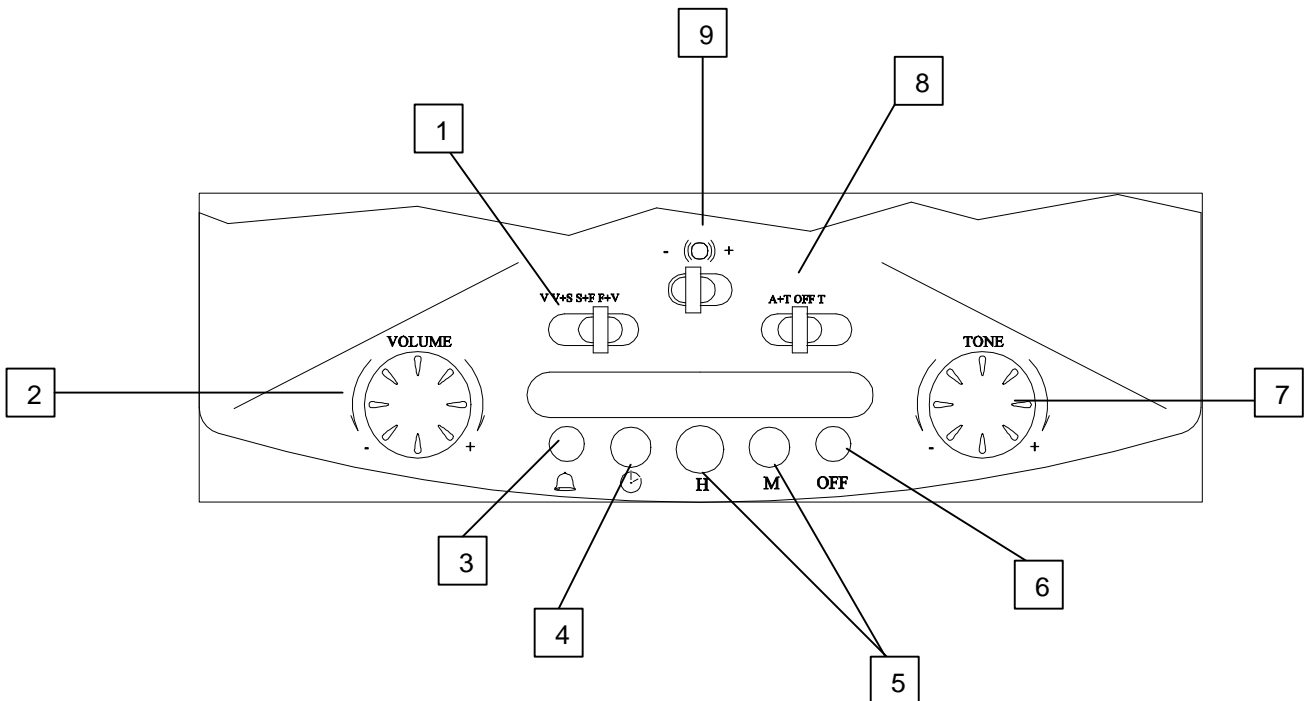 9
8
1
- +
V V+S S+F F+V
A+T OFF T
VOLUME
TONE
2
7
- +
- +
H
M
OFF
3
6
4
5